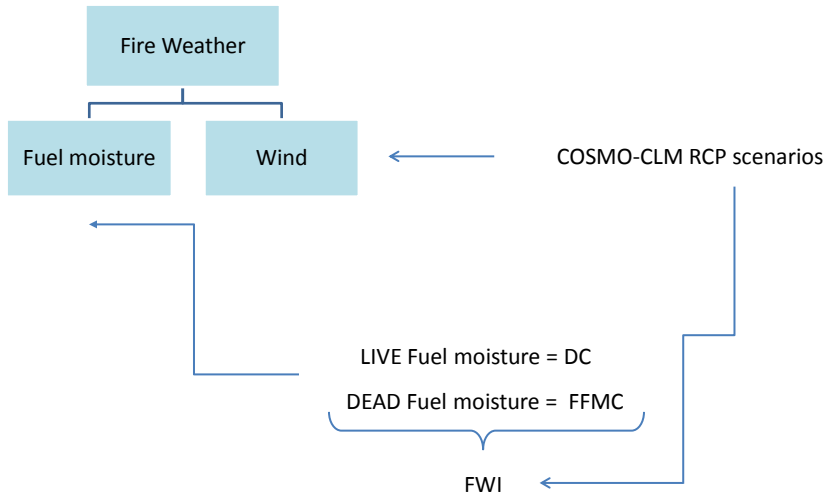 Fire Weather
Fuel moisture
Wind
COSMO-CLM RCP scenarios
LIVE Fuel moisture = DC
DEAD Fuel moisture = FFMC
FWI